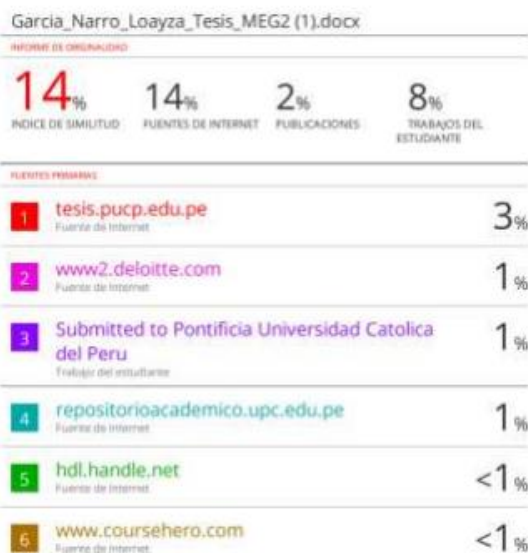 Garcia_Narro_Loayza_Tesis_MEG2 (1).docx
INFORME DE ORIGINALIDAD
14%
INDICE DE SIMILITUD
14%
FUENTES DE INTERNET
2%
PUBLICACIONES
8%
TRABAJOS DEL
ESTUDIANTE
FUENTES PRIMARIAS
1
tesis.pucp.edu.pe
Fuente de Internet
3%
2
www2.deloitte.com
Fuente de Internet
1%
3
Submitted to Pontificia Universidad Catolica
del Peru
Trabajo del estudiante
1%
4
repositorioacademico.upc.edu.pe
Fuente de Internet
1%
5
hdl.handle.net
Fuente de Internet
<1%
6
www.coursehero.com
Fuente de Internet
<1%